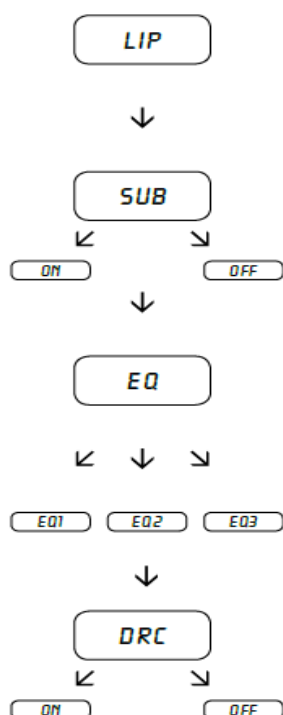 LIP
SUB
ON OFF
EQ
EQ1 EQ2 EQ3
DRC
ON OFF